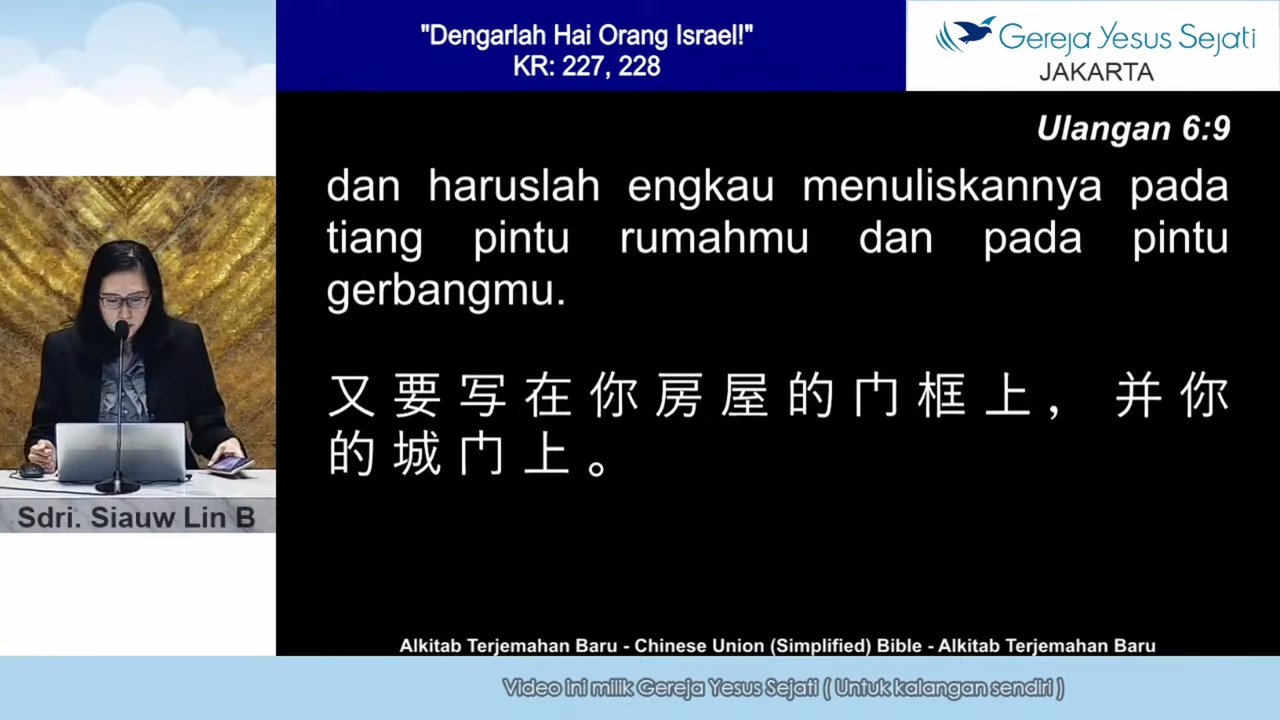 "Dengarlah Hai Orang Israel!"
KR: 227, 228
Gereja Yesus Sejati
JAKARTA
Ulangan 6:9
dan haruslah engkau menuliskannya pada
tiang pintu rumahmu dan pada pintu
gerbangmu.
又要写在你房屋的门框上，并你
的城门上。
Sdri. Siauw Lin B
Alkitab Terjemahan Baru - Chinese Union (Simplified) Bible - Alkitab Terjemahan Baru
Video ini milik Gereja Yesus Sejati ( Untuk kalangan sendiri )